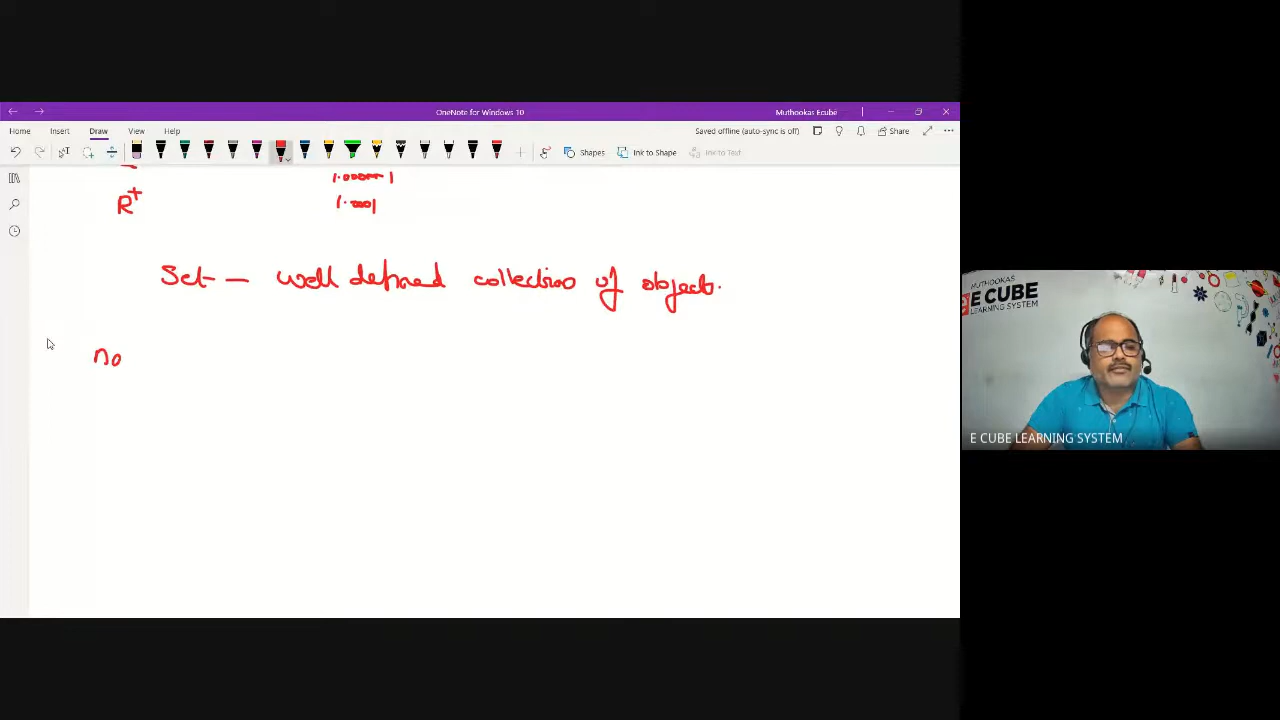 OneNote for Windows 10
Muthookas Ecube
Home Insert Draw View Help
Saved offline (auto-sync is off)
Share
Shapes Ink to Shape Ink to Text
R+
1.0001
Set — well defined collection of objects.
no
MUTHOOKAS
E CUBE
LEARNING SYSTEM
E CUBE LEARNING SYSTEM